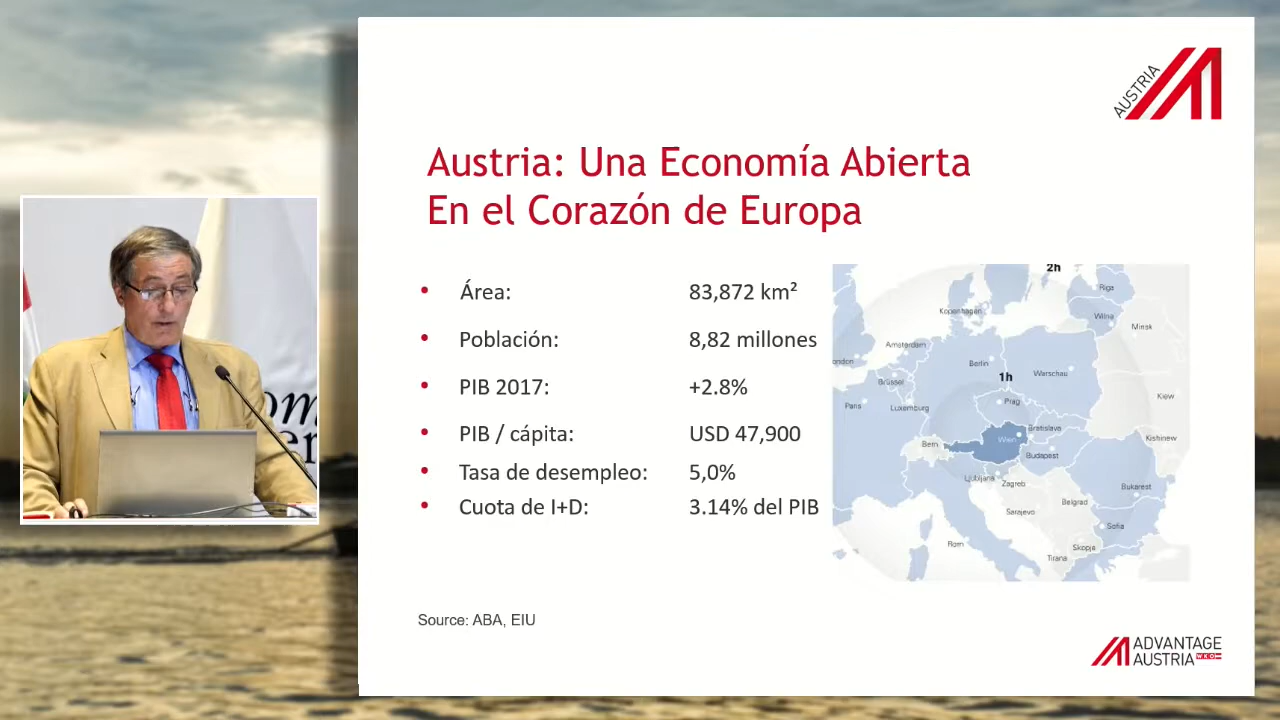 AUSTRIA
Austria: Una Economía Abierta
En el Corazón de Europa
• Área: 83,872 km²
• Población: 8,82 millones
• PIB 2017: +2.8%
• PIB / cápita: USD 47,900
• Tasa de desempleo: 5,0%
• Cuota de I+D: 3.14% del PIB
2h
Riga
Kopenhagen
Wilna
Minsk
Amsterdam
ondon
Berlin
1h
Warschau
Brüssel
Kiew
Paris
Luxemburg
Prag
Bratislava
Wien
Kishinew
Bern
Budapest
Ljubljana
Zagreb
Bukarest
Belgrad
Sarajevo
Sofia
Rom
Skopje
Tirana
Source: ABA, EIU
ADVANTAGE
AUSTRIA WKO